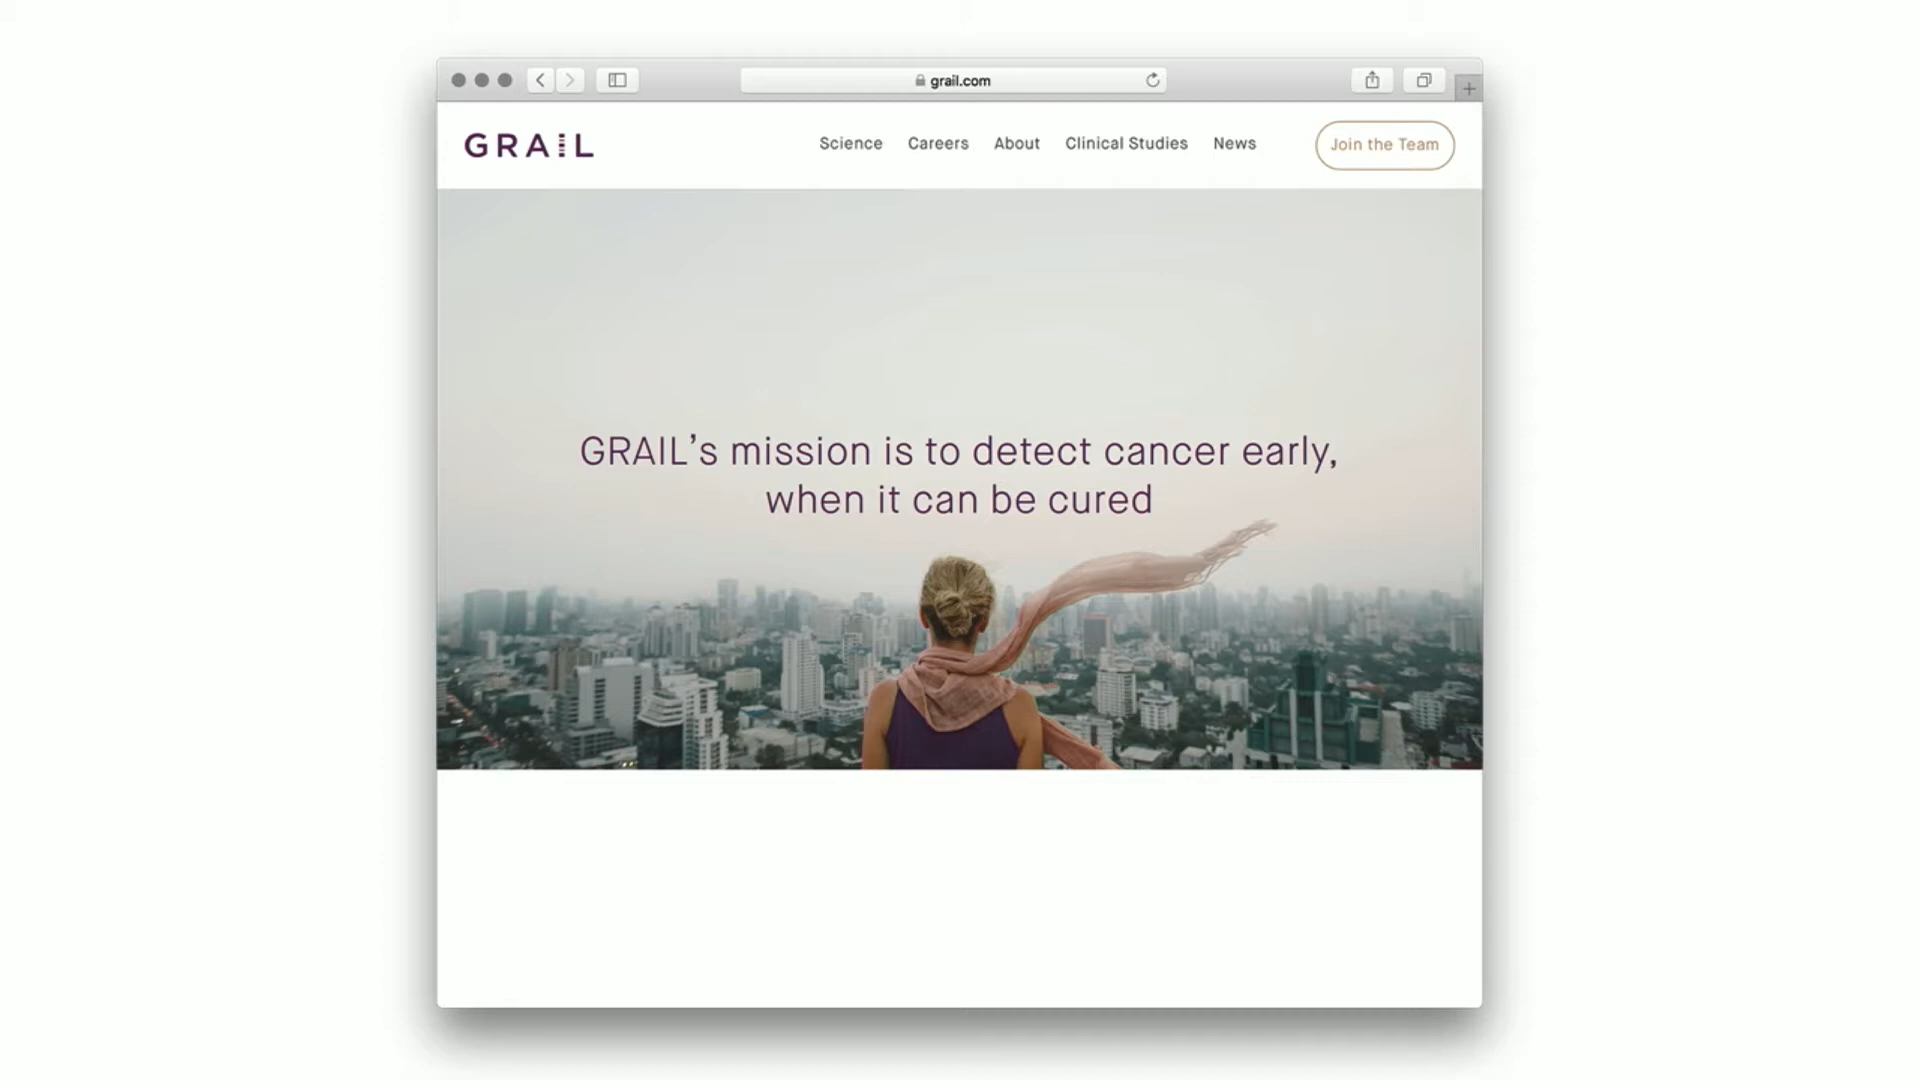 grail.com
GRAIL
Science Careers About Clinical Studies News Join the Team
GRAIL’s mission is to detect cancer early,
when it can be cured